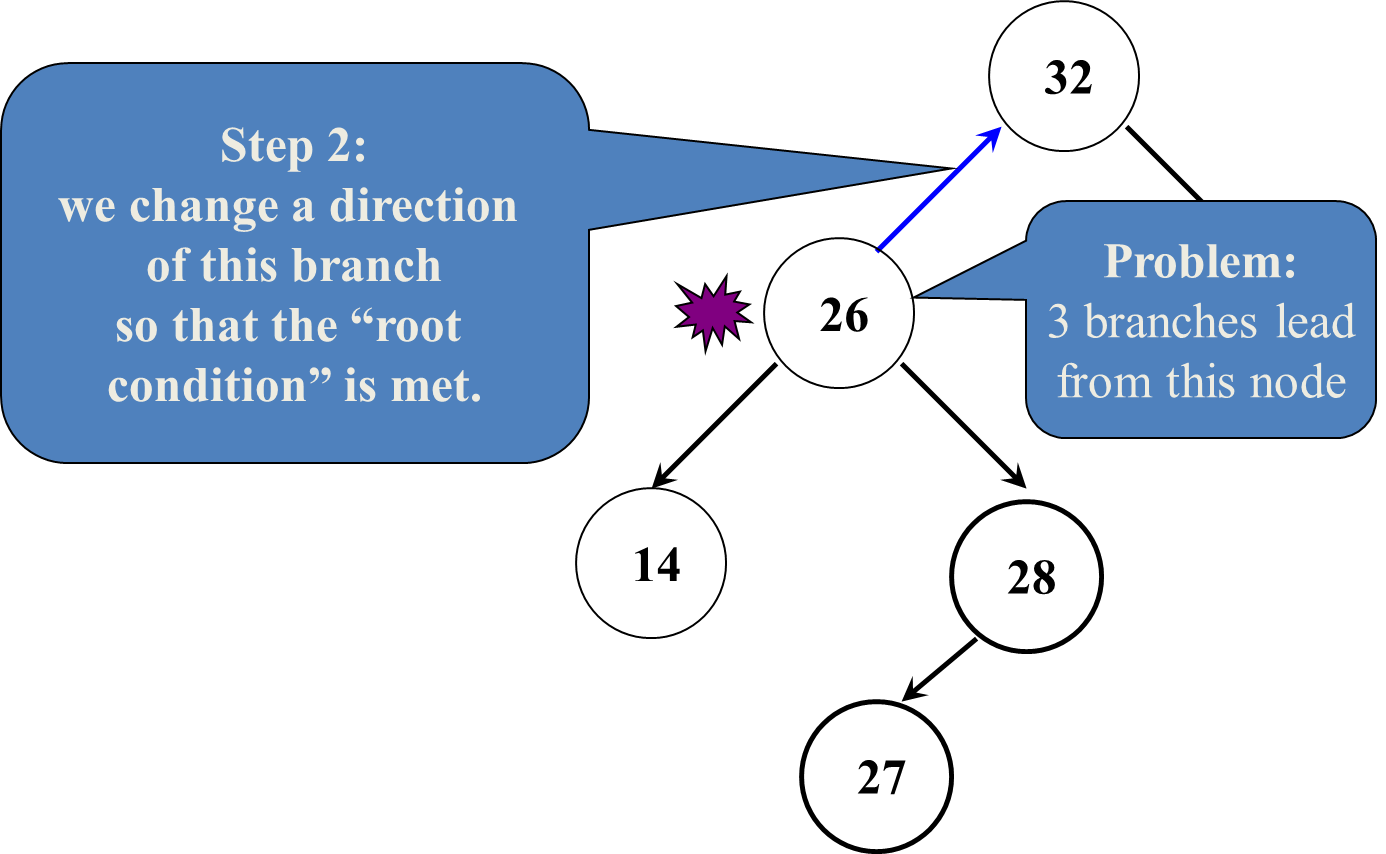 32
Step 2:
we change a direction
of this branch
so that the “root
condition” is met.
Problem:
3 branches lead
from this node
26
14
28
27